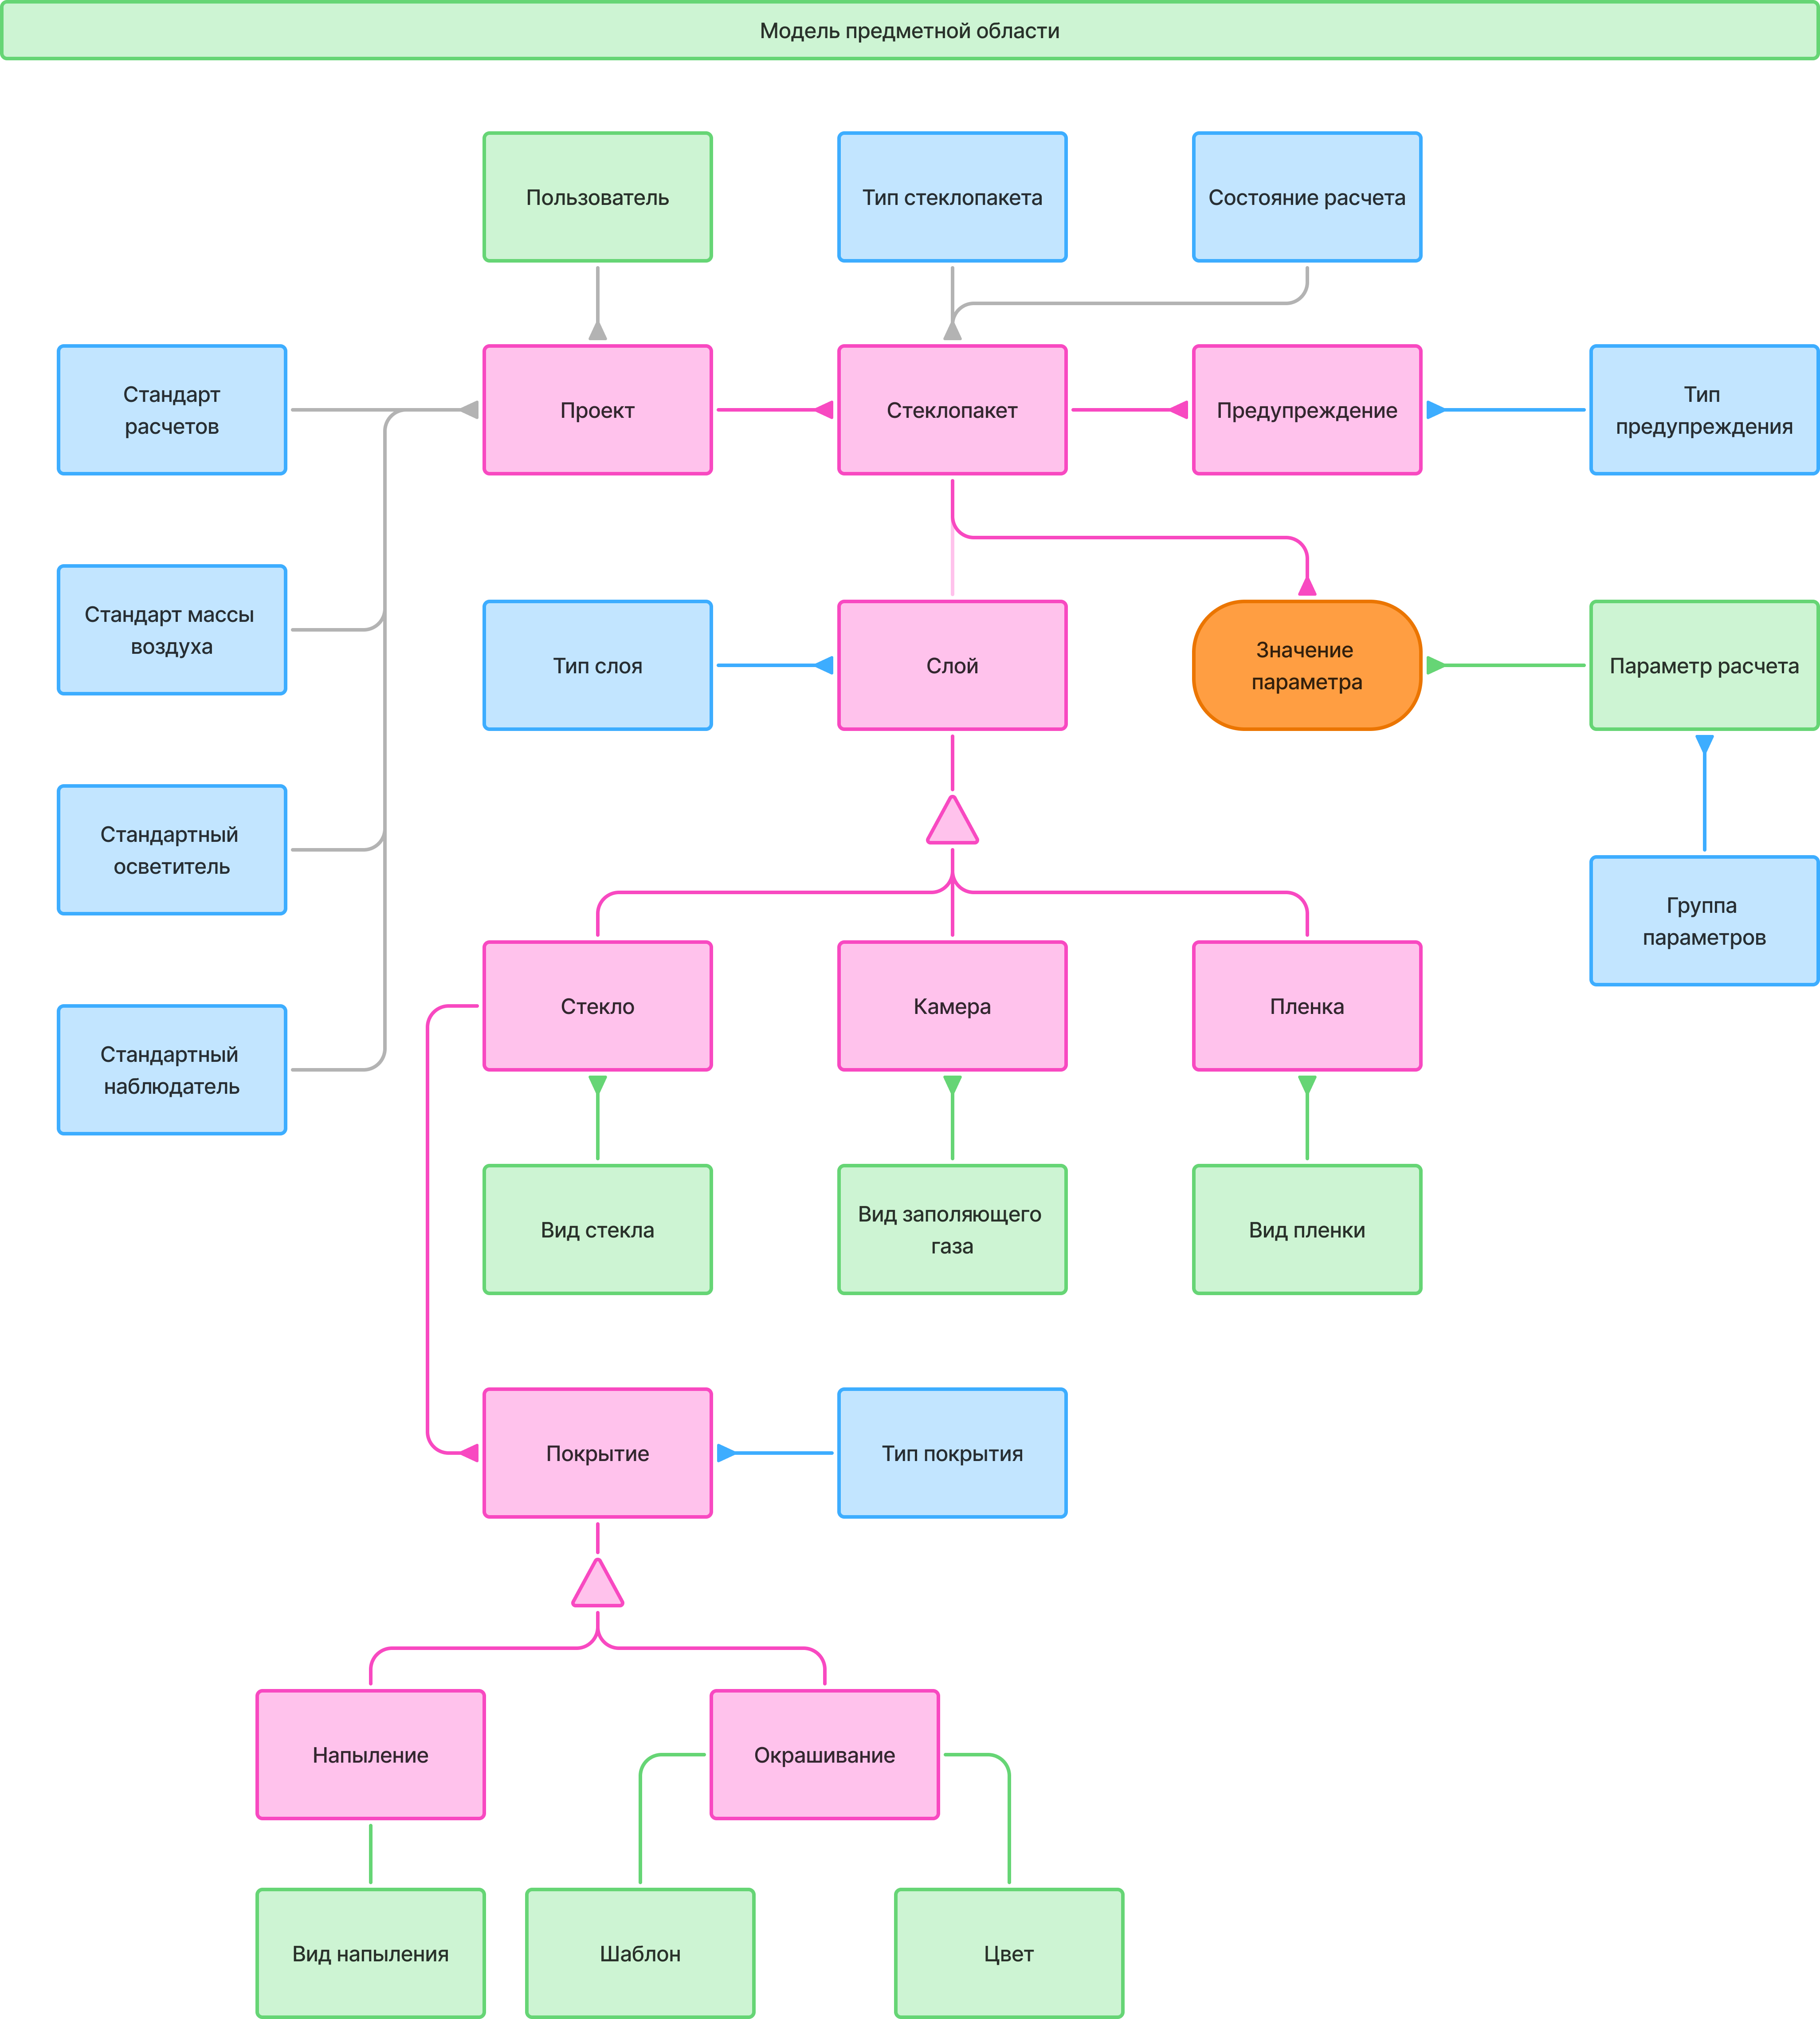 Модель предметной области
Пользователь
Тип стеклопакета
Состояние расчета
Стандарт
расчетов
Проект
Стеклопакет
Предупреждение
Тип
предупреждения
Стандарт массы
воздуха
Тип слоя
Слой
Значение
параметра
Параметр расчета
Стандартный
осветитель
Группа
параметров
Стандартный
наблюдатель
Стекло
Камера
Пленка
Вид стекла
Вид заполяющего
газа
Вид пленки
Покрытие
Тип покрытия
Напыление
Окрашивание
Вид напыления
Шаблон
Цвет